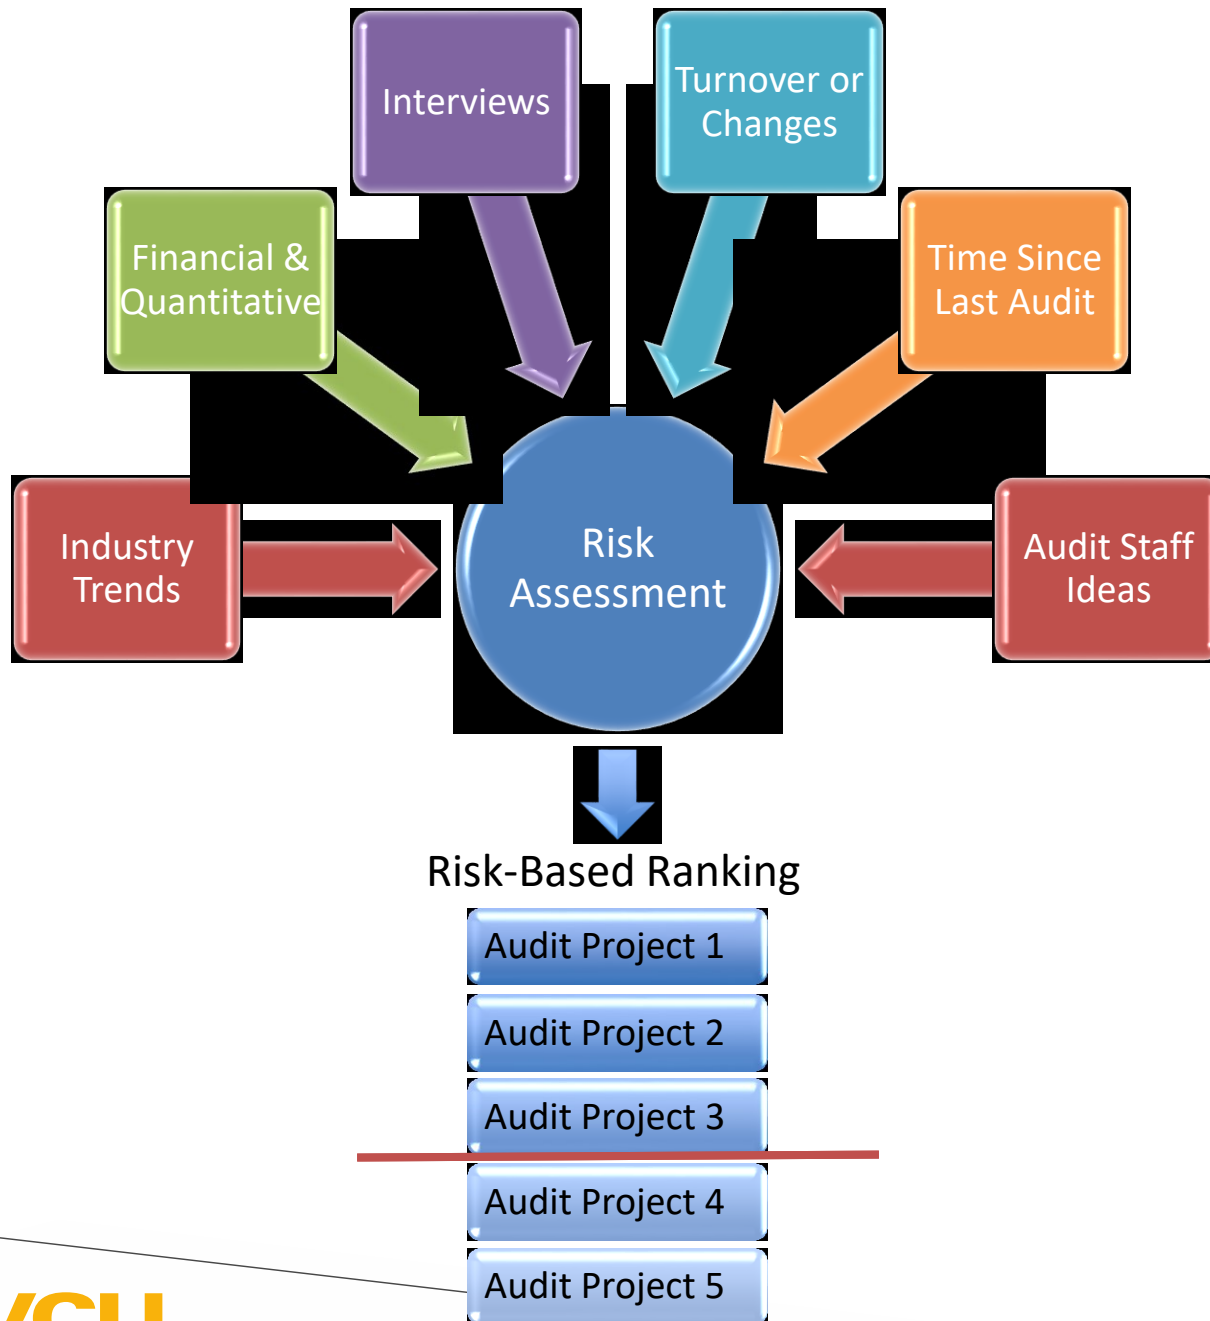 Interviews
Turnover or
Changes
Financial &
Quantitative
Time Since
Last Audit
Industry
Trends
Risk
Assessment
Audit Staff
Ideas
Risk-Based Ranking
Audit Project 1
Audit Project 2
Audit Project 3
Audit Project 4
Audit Project 5